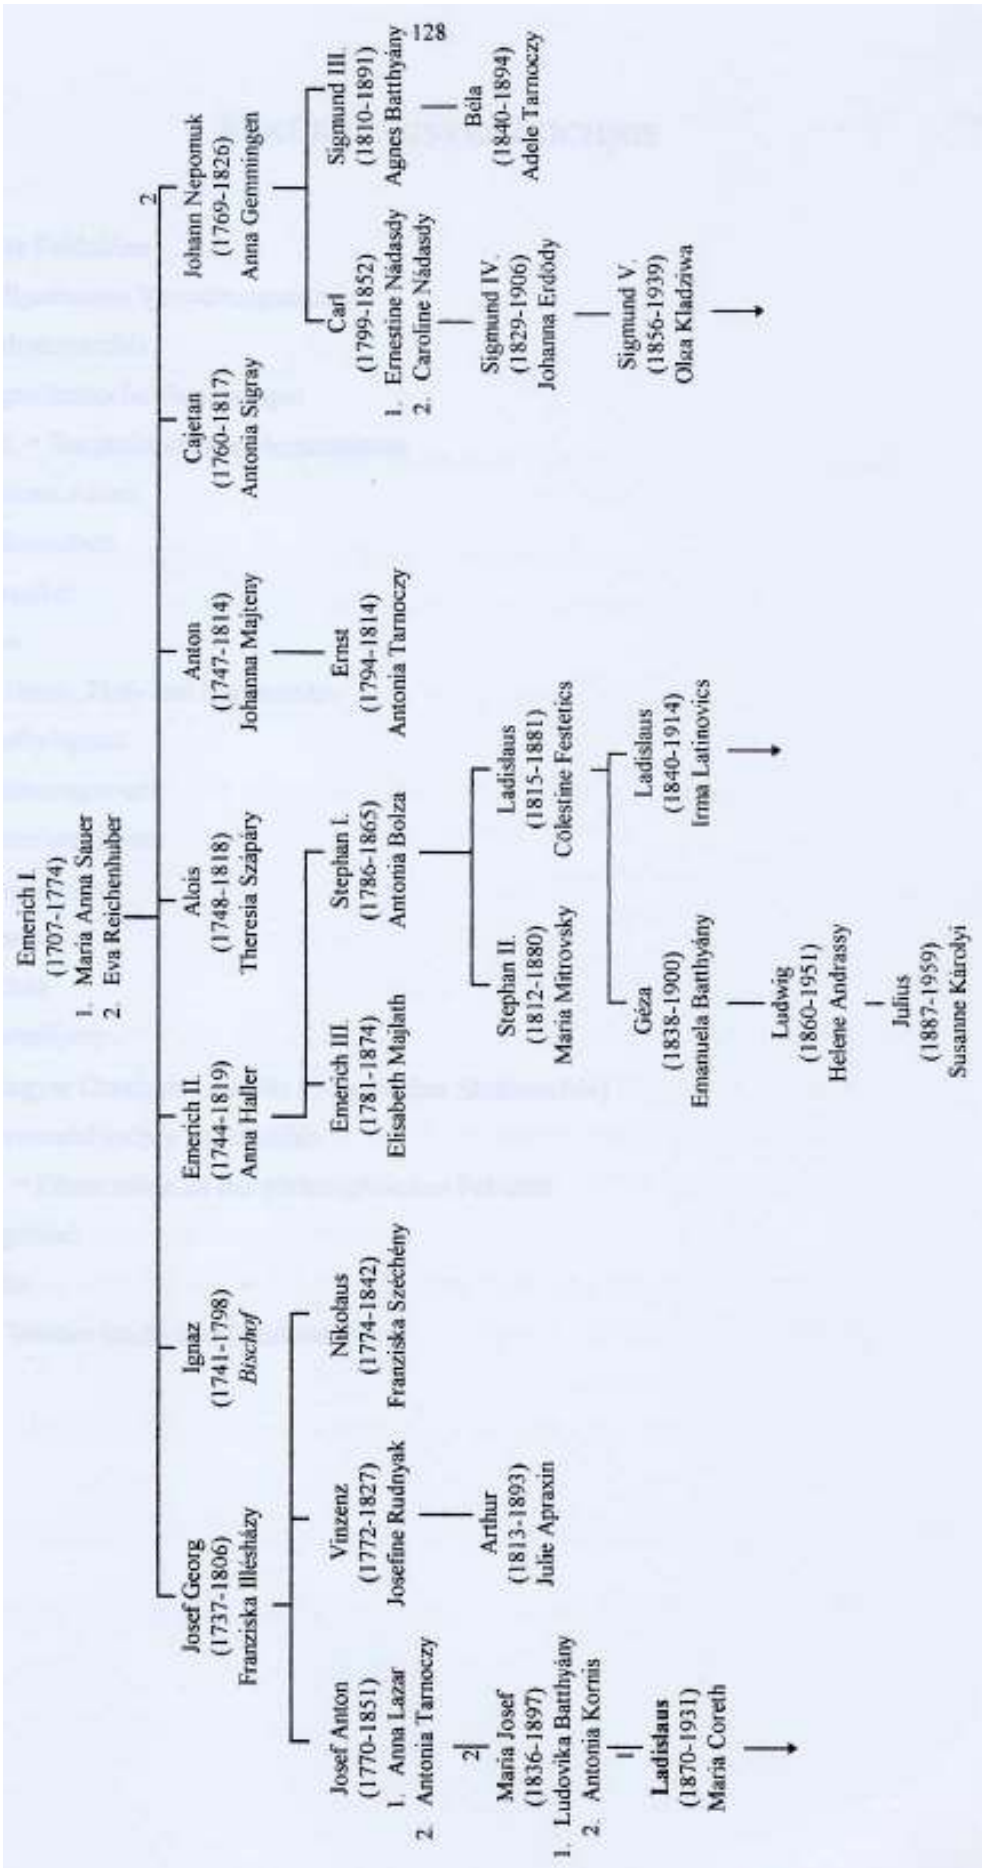 128
Emerich I.
(1707-1774)
1. Maria Anna Sauer
2. Eva Reichenhuber
Josef Georg
(1737-1806)
Franziska Illésházy
Ignaz
(1741-1798)
Bischof
Emerich II.
(1744-1819)
Anna Haller
Alois
(1748-1818)
Theresia Szápáry
Anton
(1747-1814)
Johanna Majteny
Cajetan
(1760-1817)
Antonia Sigray
2
Johann Nepomuk
(1769-1826)
Anna Gemmingen
Josef Anton
(1770-1851)
1. Anna Lazar
2. Antonia Tarnoczy
Vinzenz
(1772-1827)
Josefine Rudnyak
Nikolaus
(1774-1842)
Franziska Széchény
Emerich III.
(1781-1874)
Elisabeth Majlath
Stephan I.
(1786-1865)
Antonia Bolza
Ernst
(1794-1814)
Antonia Tarnoczy
Carl
(1799-1852)
1. Ernestine Nádasdy
2. Caroline Nádasdy
Sigmund III.
(1810-1891)
Agnes Batthyány
2
Maria Josef
(1836-1897)
1. Ludovika Batthyány
2. Antonia Kornis
Arthur
(1813-1893)
Julie Apraxin
Stephan II.
(1812-1880)
Maria Mitrovsky
Ladislaus
(1815-1881)
Cölestine Festetics
Sigmund IV.
(1829-1906)
Johanna Erdödy
Béla
(1840-1894)
Adele Tarnoczy
1
Ladislaus
(1870-1931)
Maria Coreth
Géza
(1838-1900)
Emanuela Batthyány
Ladislaus
(1840-1914)
Irma Latinovics
Sigmund V.
(1856-1939)
Olga Kladziwa
Ludwig
(1860-1951)
Helene Andrassy
Julius
(1887-1959)
Susanne Károlyi